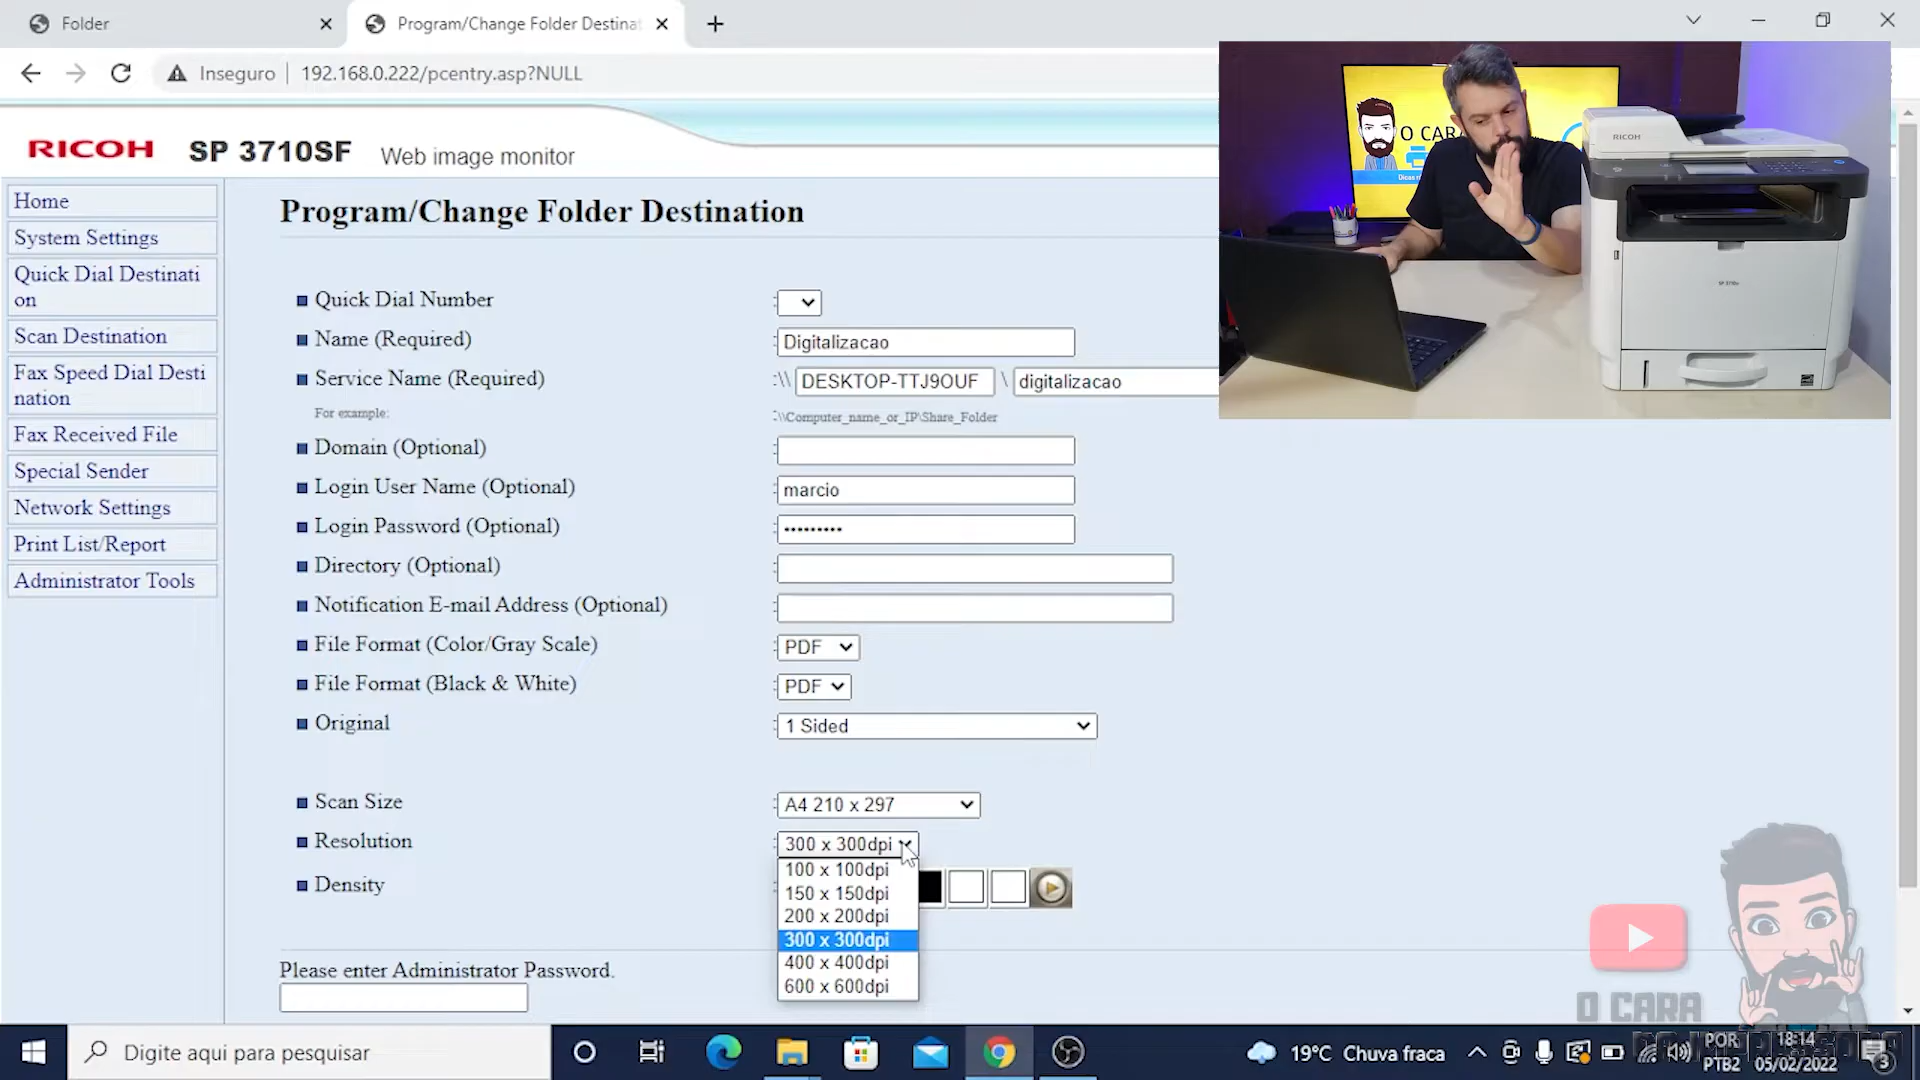 Folder
Program/Change Folder Destinat
Inseguro
192.168.0.222/pcentry.asp?NULL
RICOH
SP 3710SF
Web image monitor
Home
System Settings
Quick Dial Destinati
on
Scan Destination
Fax Speed Dial Desti
nation
Fax Received File
Special Sender
Network Settings
Print List/Report
Administrator Tools
Program/Change Folder Destination
Quick Dial Number :
Name (Required) : Digitalizacao
Service Name (Required) :\\ DESKTOP-TTJ9OUF \ digitalizacao
For example: :\\Computer_name_or_IP\Share_Folder
Domain (Optional) :
Login User Name (Optional) : marcio
Login Password (Optional) : •••••••••
Directory (Optional) :
Notification E-mail Address (Optional) :
File Format (Color/Gray Scale) : PDF
File Format (Black & White) : PDF
Original : 1 Sided
Scan Size : A4 210 x 297
Resolution : 300 x 300dpi
100 x 100dpi
150 x 150dpi
200 x 200dpi
300 x 300dpi
400 x 400dpi
600 x 600dpi
Density :
Please enter Administrator Password.
O CARA
RICOH
O CARA
Digite aqui para pesquisar
19°C Chuva fraca
POR
PTB2
18:14
05/02/2022
3